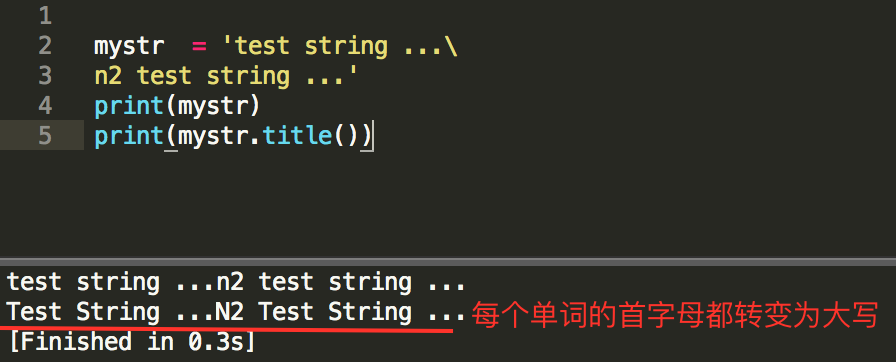 1
2 mystr  = 'test string ...\
3 n2 test string ...'
4 print(mystr)
5 print(mystr.title())
test string ...n2 test string ...
Test String ...N2 Test String ... 每个单词的首字母都转变为大写
[Finished in 0.3s]